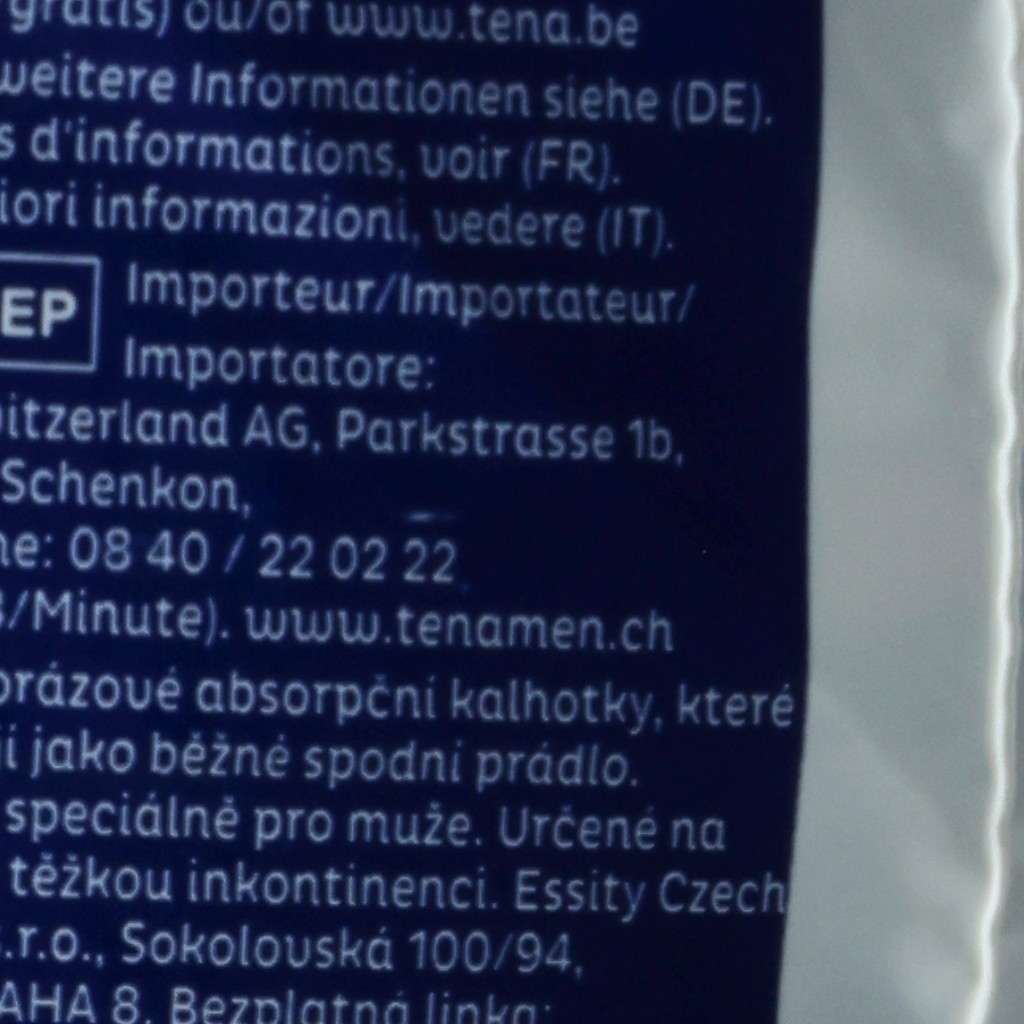 gratis) ou/of www.tena.be
weitere Informationen siehe (DE).
s d'informations, voir (FR).
iori informazioni, vedere (IT).
EP Importeur/Importateur/
Importatore:
itzerland AG, Parkstrasse 1b,
Schenkon,
ne: 08 40 / 22 02 22
/Minute). www.tenamen.ch
orázové absorpční kalhotky, které
jí jako běžné spodní prádlo.
speciálně pro muže. Určené na
těžkou inkontinenci. Essity Czech
s.r.o., Sokolovská 100/94,
AHA 8. Bezplatná linka: